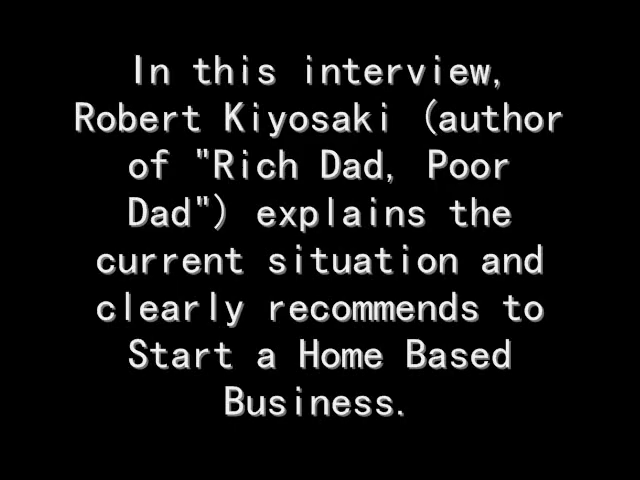 In this interview,
Robert Kiyosaki (author
of "Rich Dad, Poor
Dad") explains the
current situation and
clearly recommends to
Start a Home Based
Business.